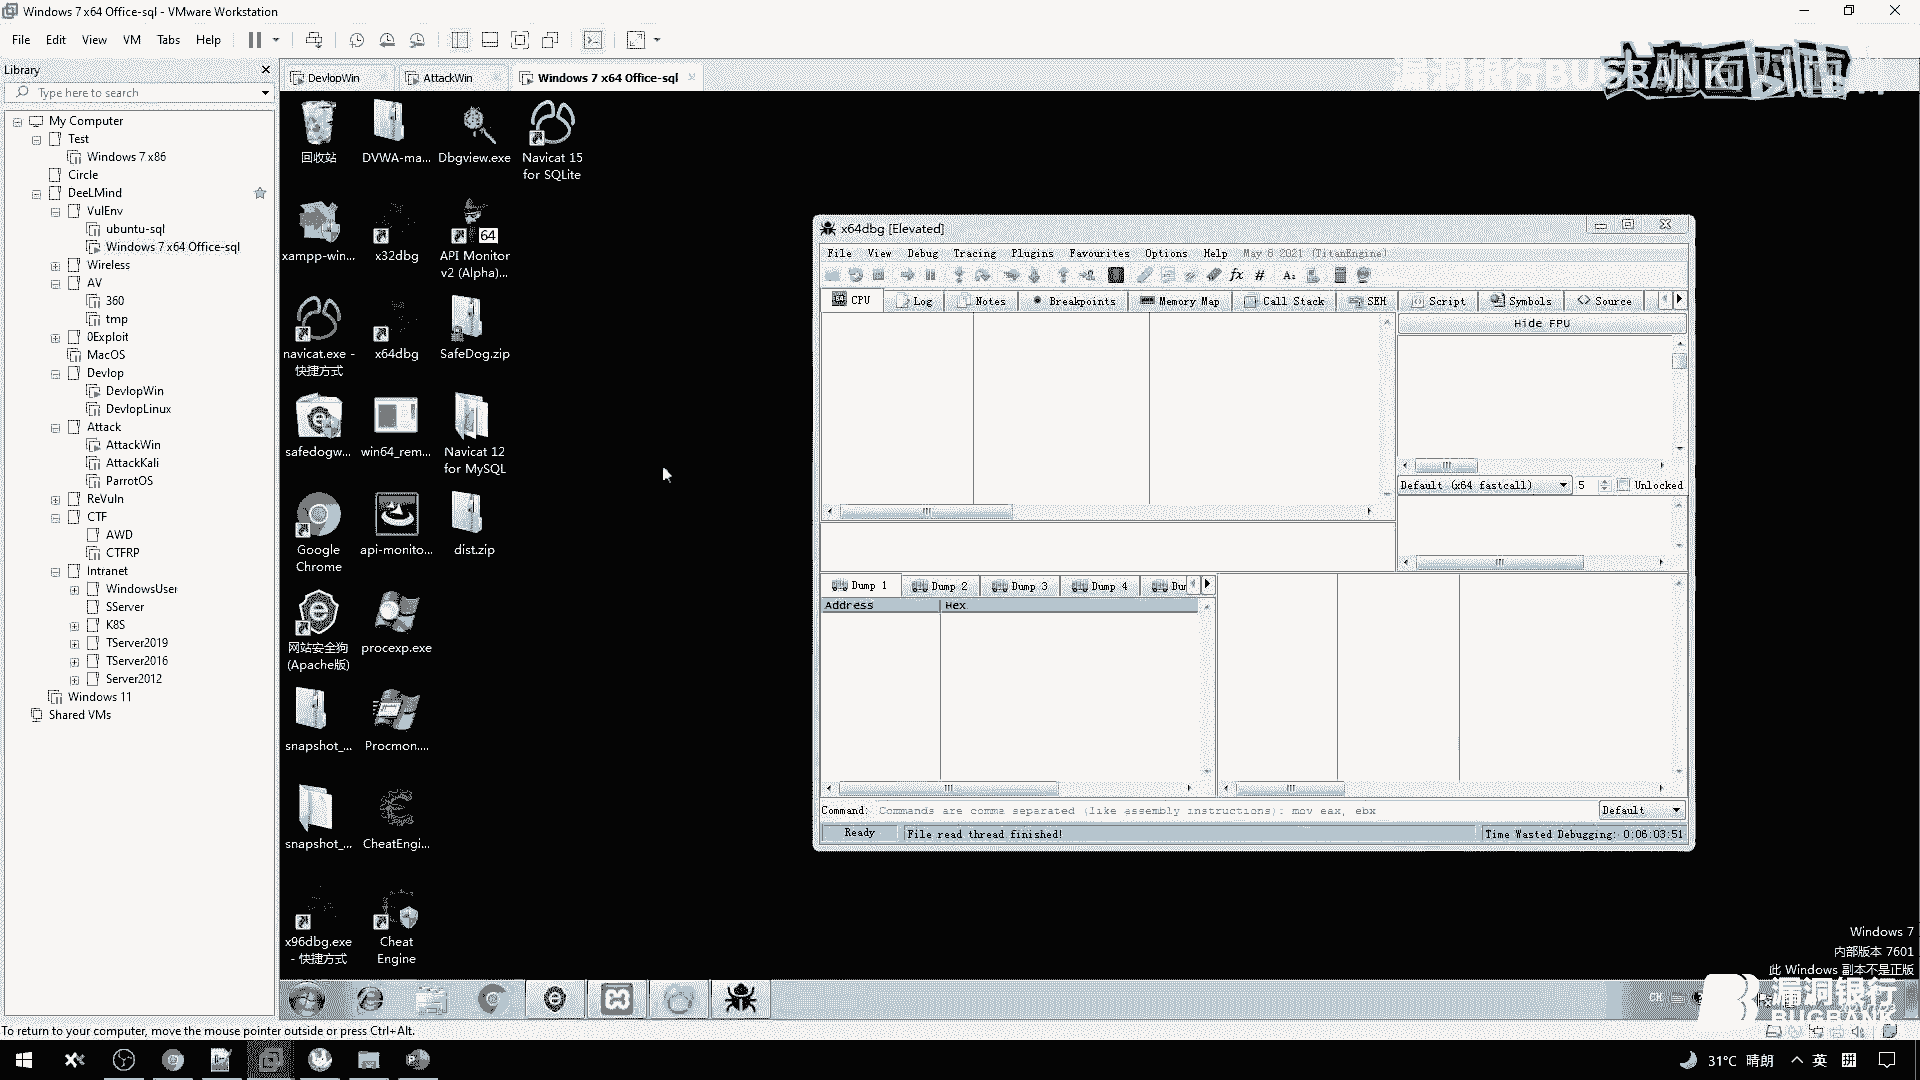 Windows 7 x64 Office-sql - VMware Workstation
File Edit View VM Tabs Help
Library
Type here to search
My Computer
Test
Windows 7 x86
Circle
DeeLMind
VulEnv
ubuntu-sql
Windows 7 x64 Office-sql
Wireless
AV
360
tmp
0Exploit
MacOS
Devlop
DevlopWin
DevlopLinux
Attack
AttackWin
AttackKali
ParrotOS
ReVuln
CTF
AWD
CTFRP
Intranet
WindowsUser
SServer
K8S
TServer2019
TServer2016
Server2012
Windows 11
Shared VMs
DevlopWin AttackWin Windows 7 x64 Office-sql
漏洞银行BUGBANK
回收站 DVWA-ma... Dbgview.exe Navicat 15
for SQLite
xampp-win... x32dbg API Monitor
v2 (Alpha)...
64
navicat.exe - x64dbg SafeDog.zip
快捷方式
safedogw... win64_rem... Navicat 12
for MySQL
Google api-monito... dist.zip
Chrome
网站安全狗 procexp.exe
(Apache版)
snapshot_... Procmon....
snapshot_... CheatEngi...
x96dbg.exe Cheat
- 快捷方式 Engine
x64dbg [Elevated]
File View Debug Tracing Plugins Favourites Options Help May 6 2021 (TitanEngine)
CPU Log Notes Breakpoints Memory Map Call Stack SEH Script Symbols Source
Hide FPU
Default (x64 fastcall) 5 Unlocked
Dump 1 Dump 2 Dump 3 Dump 4 Du
Address Hex
Command: Commands are comma separated (like assembly instructions): mov eax, ebx Default
Ready File read thread finished! Time Wasted Debugging: 0:06:03:51
Windows 7
内部版本 7601
此 Windows 副本不是正版
CH
漏洞银行
BUGBANK
To return to your computer, move the mouse pointer outside or press Ctrl+Alt.
31°C 晴朗 英 拼